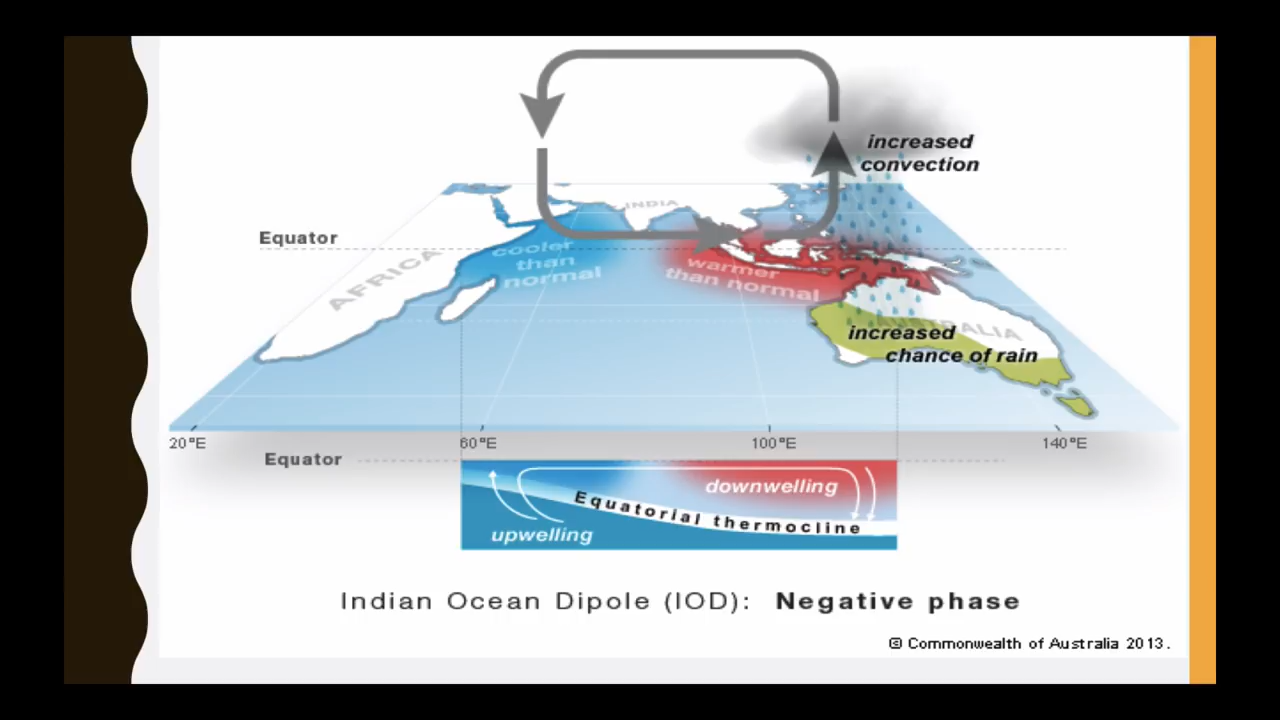 increased
convection
INDIA
Equator
cooler
than
normal
warmer
than normal
AFRICA
AUSTRALIA
increased
chance of rain
20°E
60°E
100°E
140°E
Equator
downwelling
Equatorial thermocline
upwelling
Indian Ocean Dipole (IOD): Negative phase
© Commonwealth of Australia 2013.